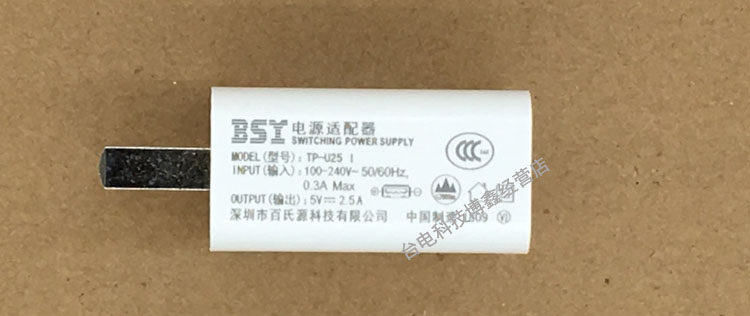 BSY 电源适配器
SWITCHING POWER SUPPLY
MODEL(型号): TP-U25 I
INPUT(输入): 100-240V~50/60Hz,
0.3A Max
OUTPUT(输出): 5V⎓2.5A
深圳市百氏源科技有限公司
中国制造
VI
CCC
台电科技博鑫经营店